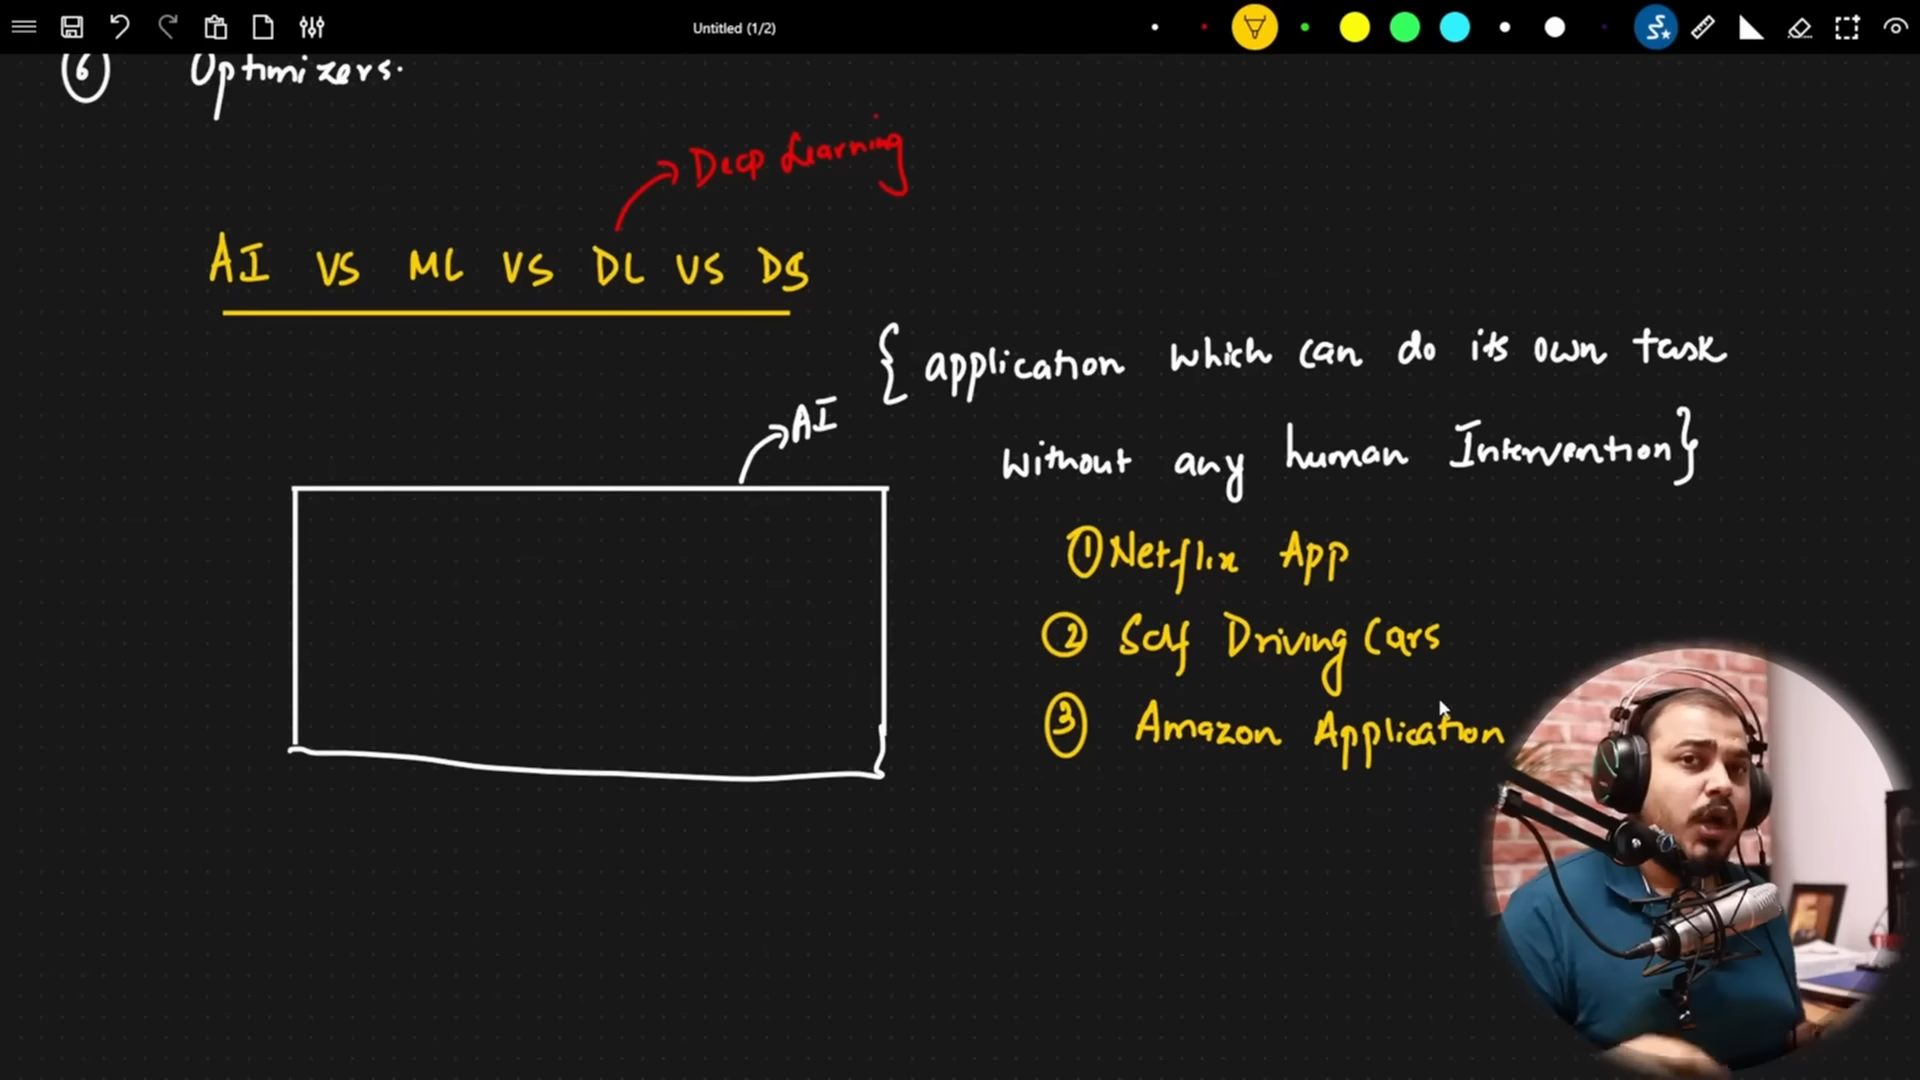 Untitled (1/2)
6 Optimizers.
Deep Learning
AI VS ML VS DL VS DS
{ application which can do its own task
AI
without any human Intervention}
① Netflix App
② Self Driving Cars
③ Amazon Application